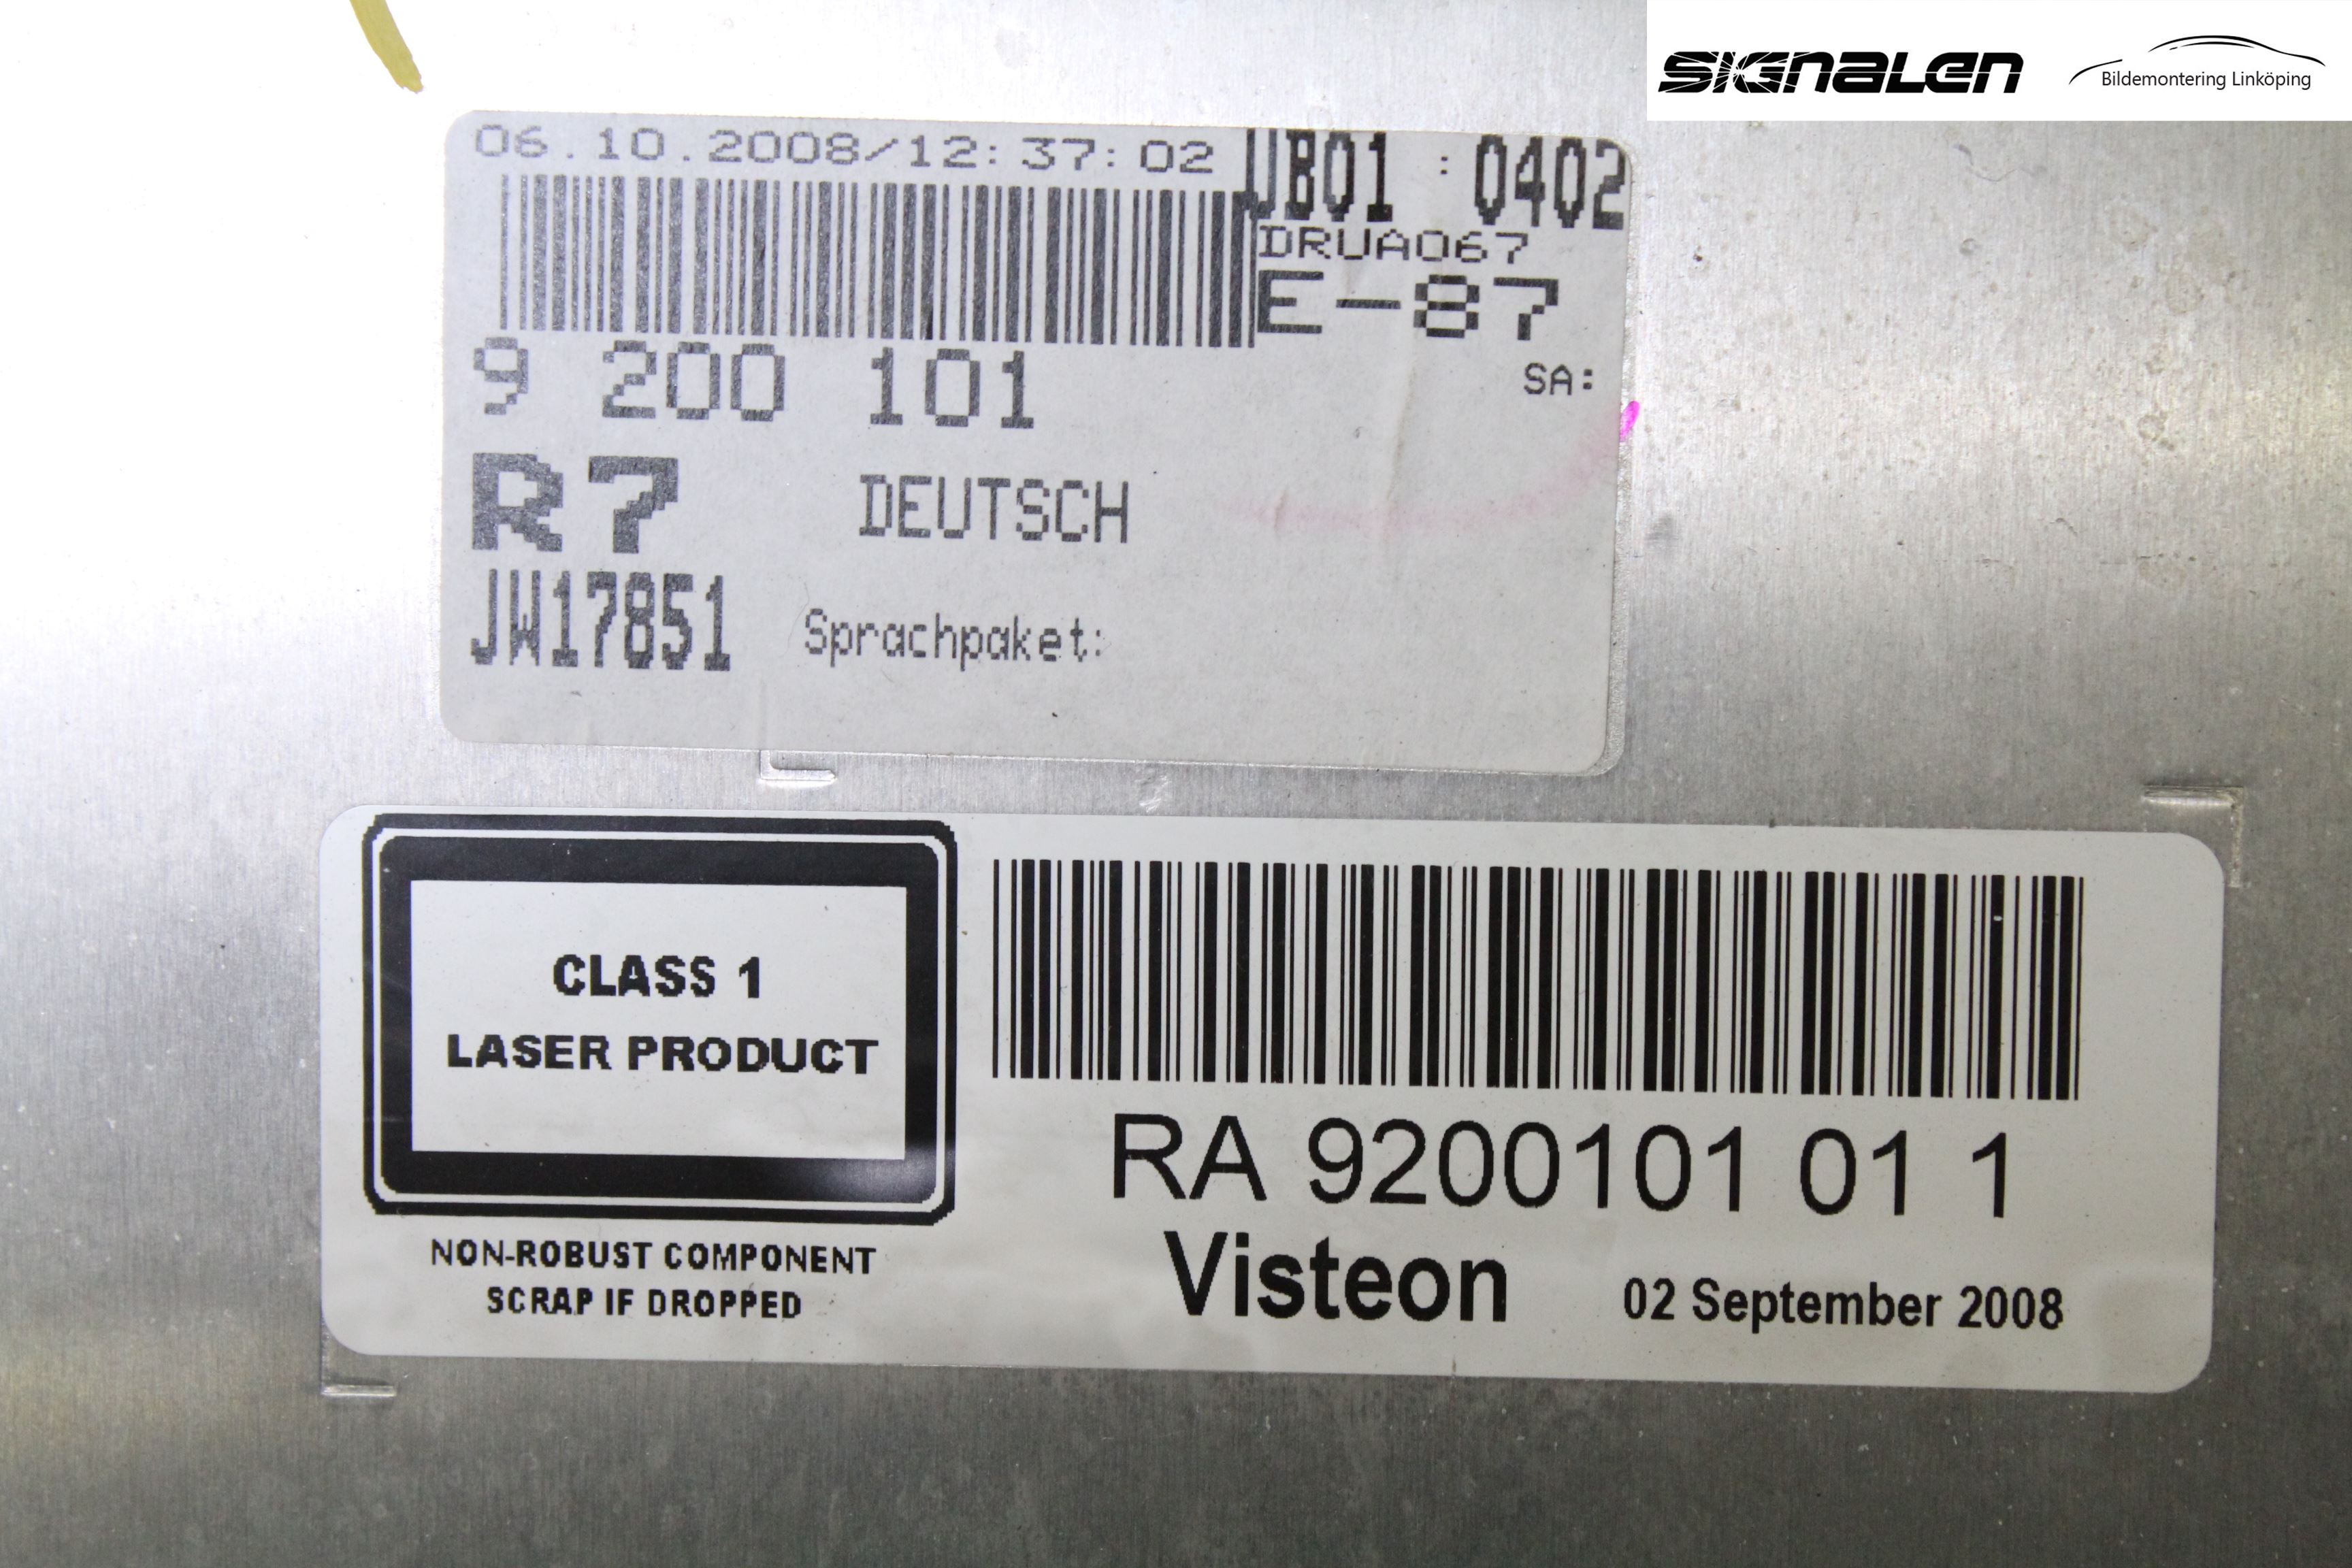 SIGNALEN
Bildemontering Linköping
06.10.2008/12:37:02
UB01 : 0402
DRUA067
E-87
9 200 101
SA:
R7 DEUTSCH
JW17851 Sprachpaket:
CLASS 1
LASER PRODUCT
NON-ROBUST COMPONENT
SCRAP IF DROPPED
RA 9200101 01 1
Visteon 02 September 2008